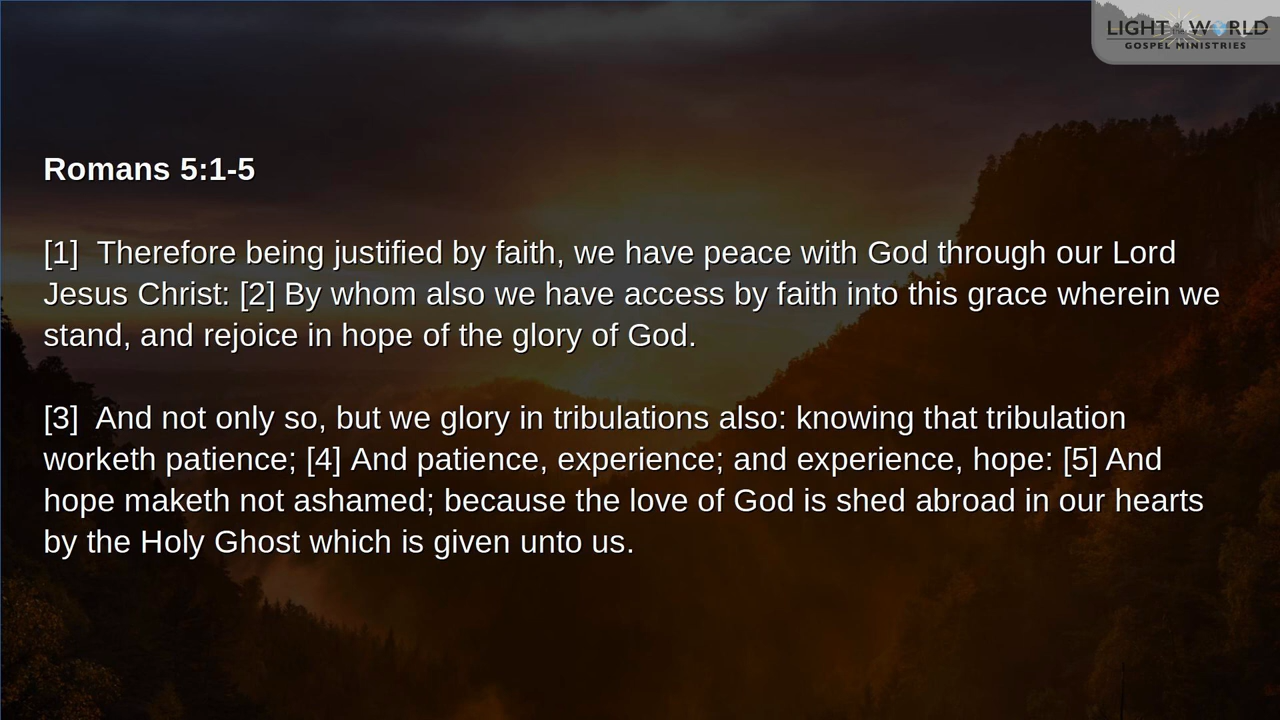 LIGHT of the WORLD
GOSPEL MINISTRIES
Romans 5:1-5
[1]  Therefore being justified by faith, we have peace with God through our Lord
Jesus Christ: [2] By whom also we have access by faith into this grace wherein we
stand, and rejoice in hope of the glory of God.
[3]  And not only so, but we glory in tribulations also: knowing that tribulation
worketh patience; [4] And patience, experience; and experience, hope: [5] And
hope maketh not ashamed; because the love of God is shed abroad in our hearts
by the Holy Ghost which is given unto us.